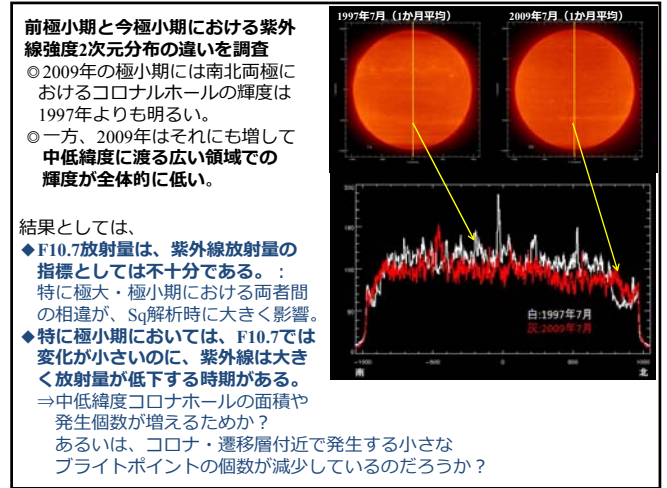 前極小期と今極小期における紫外
線強度2次元分布の違いを調査
◎2009年の極小期には南北両極に
おけるコロナルホールの輝度は
1997年よりも明るい。
◎一方、2009年はそれにも増して
中低緯度に渡る広い領域での
輝度が全体的に低い。
結果としては、
◆F10.7放射量は、紫外線放射量の
指標としては不十分である。：
特に極大・極小期における両者間
の相違が、Sq解析時に大きく影響。
◆特に極小期においては、F10.7では
変化が小さいのに、紫外線は大き
く放射量が低下する時期がある。
⇒中低緯度コロナホールの面積や
発生個数が増えるためか？
あるいは、コロナ・遷移層付近で発生する小さな
ブライトポイントの個数が減少しているのだろうか？
1997年7月（1か月平均）
2009年7月（1か月平均）
200
150
100
50
0
白:1997年7月
灰:2009年7月
-1000
-500
0
500
1000
南
北